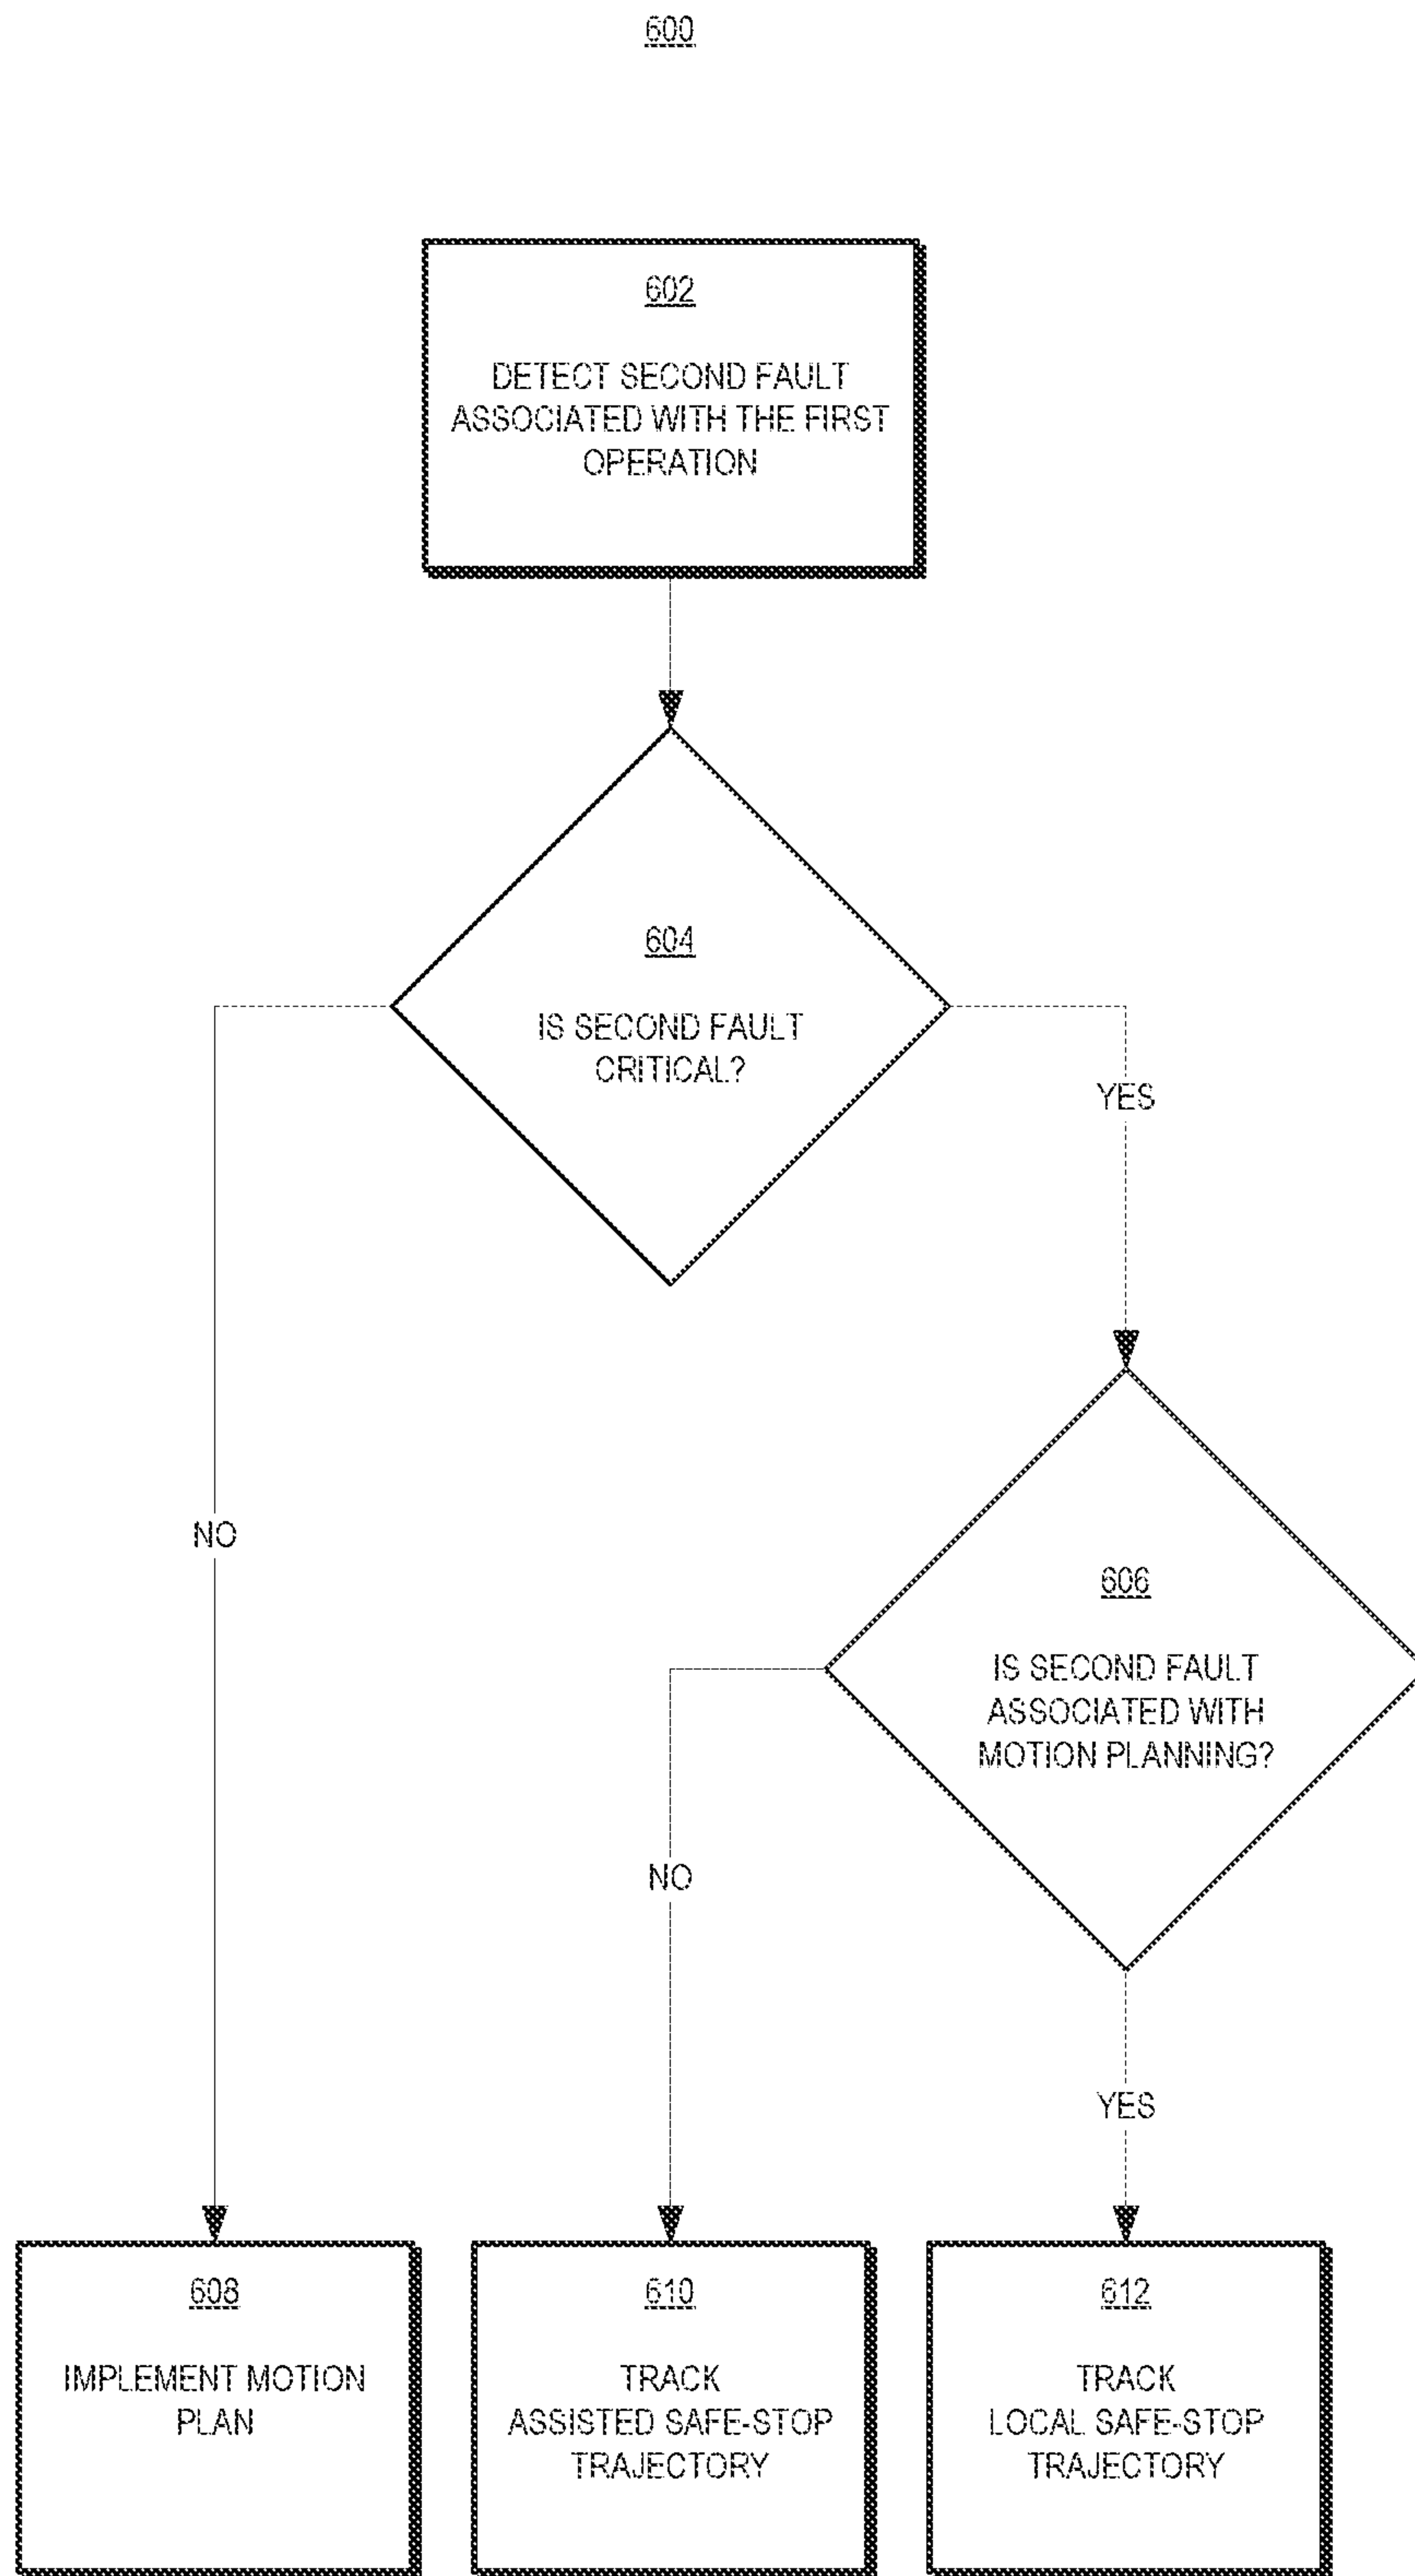 600
602
DETECT SECOND FAULT
ASSOCIATED WITH THE FIRST
OPERATION
604
IS SECOND FAULT
CRITICAL?
YES
NO
606
IS SECOND FAULT
ASSOCIATED WITH
MOTION PLANNING?
NO
YES
608
IMPLEMENT MOTION
PLAN
610
TRACK
ASSISTED SAFE-STOP
TRAJECTORY
612
TRACK
LOCAL SAFE-STOP
TRAJECTORY